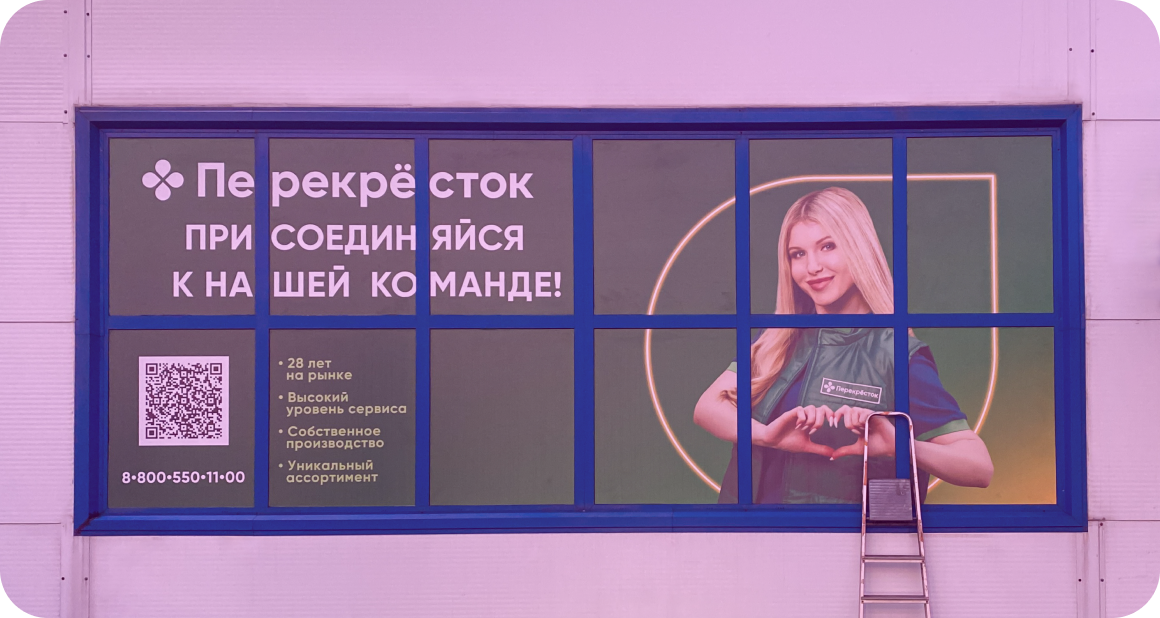 Перекрёсток
ПРИСОЕДИНЯЙСЯ
К НАШЕЙ КОМАНДЕ!
• 28 лет
на рынке
• Высокий
уровень сервиса
• Собственное
производство
• Уникальный
ассортимент
8•800•550•11•00
Перекрёсток